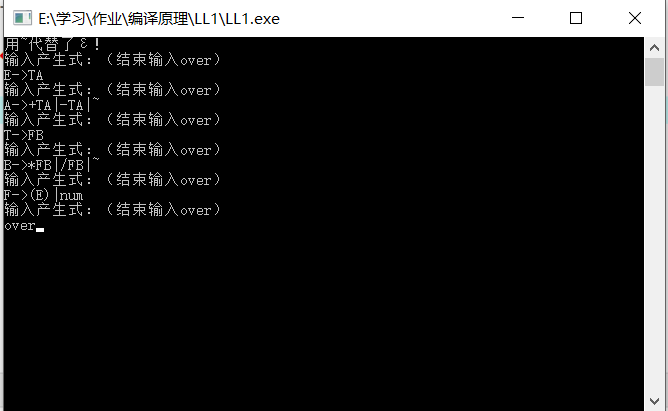 E:\学习\作业\编译原理\LL1\LL1.exe
用~代替了ε！
输入产生式：（结束输入over）
E->TA
输入产生式：（结束输入over）
A->+TA|-TA|~
输入产生式：（结束输入over）
T->FB
输入产生式：（结束输入over）
B->*FB|/FB|~
输入产生式：（结束输入over）
F->(E)|num
输入产生式：（结束输入over）
over